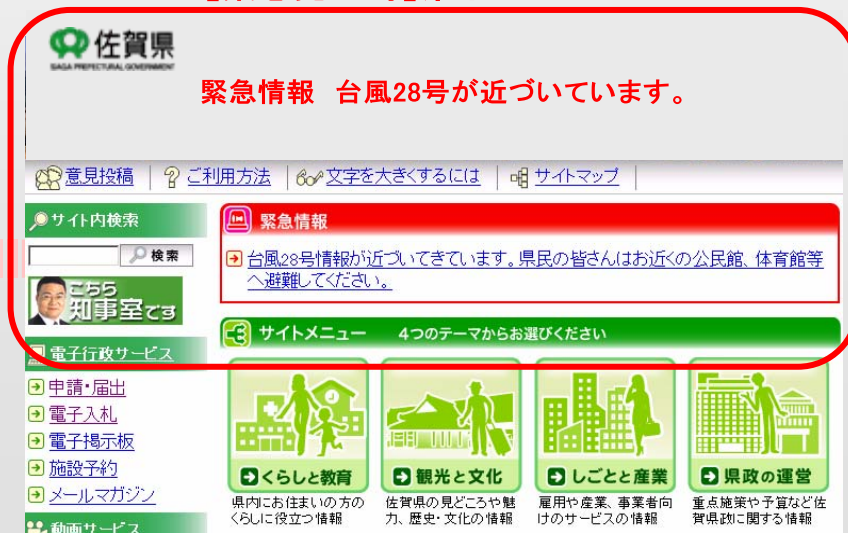 佐賀県
SAGA PREFECTURAL GOVERNMENT
緊急情報 台風28号が近づいています。
意見投稿
ご利用方法
文字を大きくするには
サイトマップ
サイト内検索
検索
こちら
知事室です
電子行政サービス
申請・届出
電子入札
電子掲示板
施設予約
メールマガジン
動画サービス
緊急情報
台風28号情報が近づいてきています。県民の皆さんはお近くの公民館、体育館等
へ避難してください。
サイトメニュー 4つのテーマからお選びください
くらしと教育
県内にお住まいの方の
くらしに役立つ情報
観光と文化
佐賀県の見どころや魅
力、歴史・文化の情報
しごとと産業
雇用や産業、事業者向
けのサービスの情報
県政の運営
重点施策や予算など佐
賀県政に関する情報